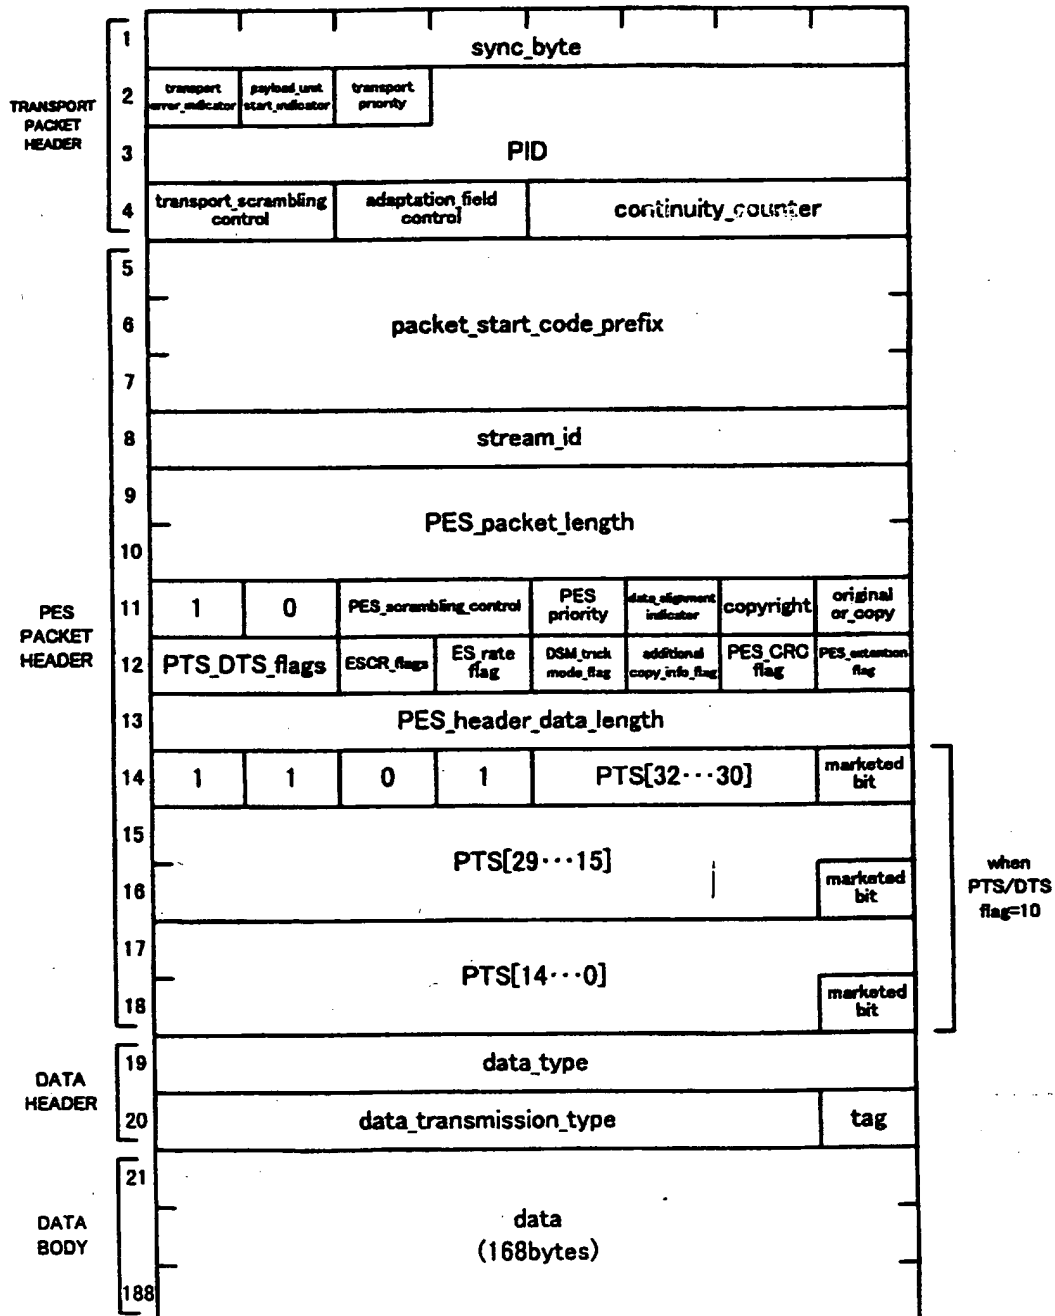 1
sync_byte
TRANSPORT
PACKET
HEADER
2
transport
error_indicator
payload_unit
start_indicator
transport
priority
3
PID
4
transport_scrambling
control
adaptation_field
control
continuity_counter
5
6
packet_start_code_prefix
7
8
stream_id
9
PES_packet_length
10
PES
PACKET
HEADER
11
1
0
PES_scrambling_control
PES
priority
data_alignment
indicator
copyright
original
or_copy
12
PTS_DTS_flags
ESCR_flags
ES_rate
flag
DSM_trick
mode_flag
additional
copy_info_flag
PES_CRC
flag
PES_extention
flag
13
PES_header_data_length
14
1
1
0
1
PTS[32···30]
marketed
bit
15
PTS[29···15]
16
marketed
bit
when
PTS/DTS
flag=10
17
PTS[14···0]
18
marketed
bit
DATA
HEADER
19
data_type
20
data_transmission_type
tag
21
DATA
BODY
data
(168bytes)
188